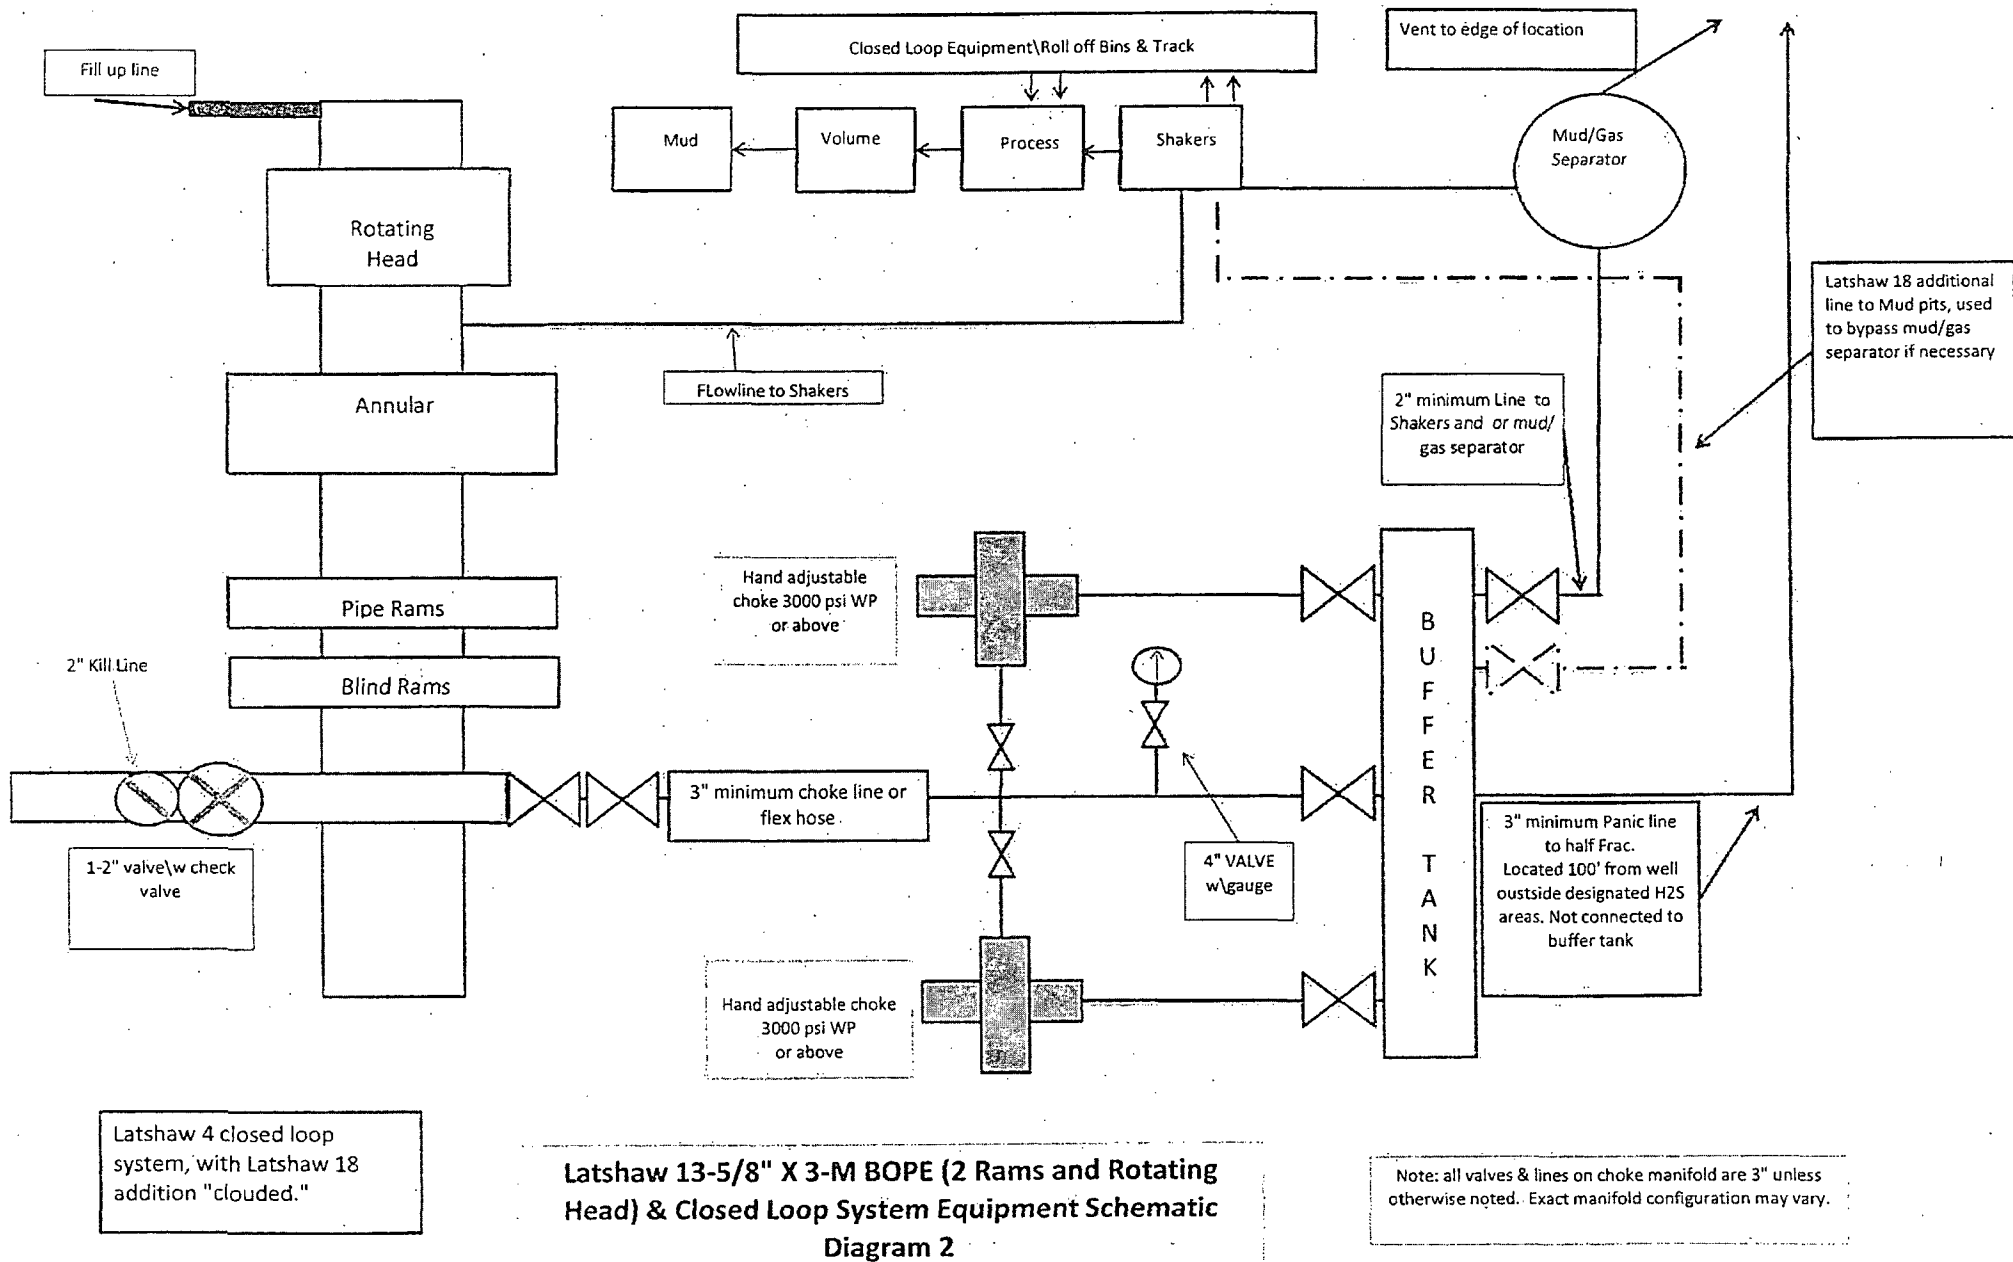 Closed Loop Equipment\Roll off Bins & Track
Vent to edge of location
Fill up line
Mud
Volume
Process
Shakers
Mud/Gas
Separator
Rotating
Head
Latshaw 18 additional
line to Mud pits, used
to bypass mud/gas
separator if necessary
FLowline to Shakers
Annular
2" minimum Line to
Shakers and or mud/
gas separator
Hand adjustable
choke 3000 psi WP
or above
Pipe Rams
2" Kill Line
Blind Rams
BUFFER TANK
3" minimum choke line or
flex hose
1-2" valve\w check
valve
4" VALVE
w\gauge
3" minimum Panic line
to half Frac.
Located 100' from well
oustside designated H2S
areas. Not connected to
buffer tank
Hand adjustable choke
3000 psi WP
or above
Latshaw 4 closed loop
system, with Latshaw 18
addition "clouded."
Latshaw 13-5/8" X 3-M BOPE (2 Rams and Rotating
Head) & Closed Loop System Equipment Schematic
Diagram 2
Note: all valves & lines on choke manifold are 3" unless
otherwise noted. Exact manifold configuration may vary.